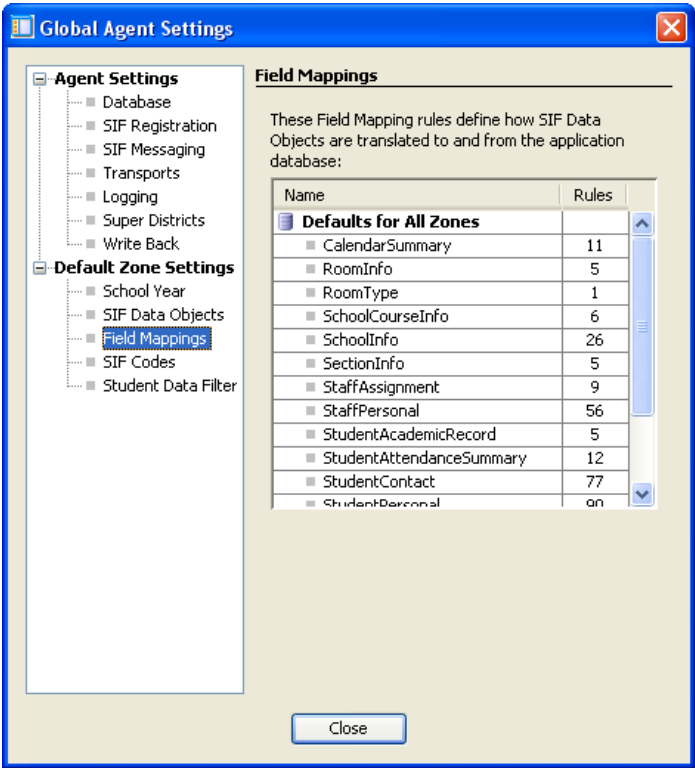 Global Agent Settings
Agent Settings
Database
SIF Registration
SIF Messaging
Transports
Logging
Super Districts
Write Back
Default Zone Settings
School Year
SIF Data Objects
Field Mappings
SIF Codes
Student Data Filter
Field Mappings
These Field Mapping rules define how SIF Data
Objects are translated to and from the application
database:
Name Rules
Defaults for All Zones
CalendarSummary 11
RoomInfo 5
RoomType 1
SchoolCourseInfo 6
SchoolInfo 26
SectionInfo 5
StaffAssignment 9
StaffPersonal 56
StudentAcademicRecord 5
StudentAttendanceSummary 12
StudentContact 77
StudentPersonal 90
Close